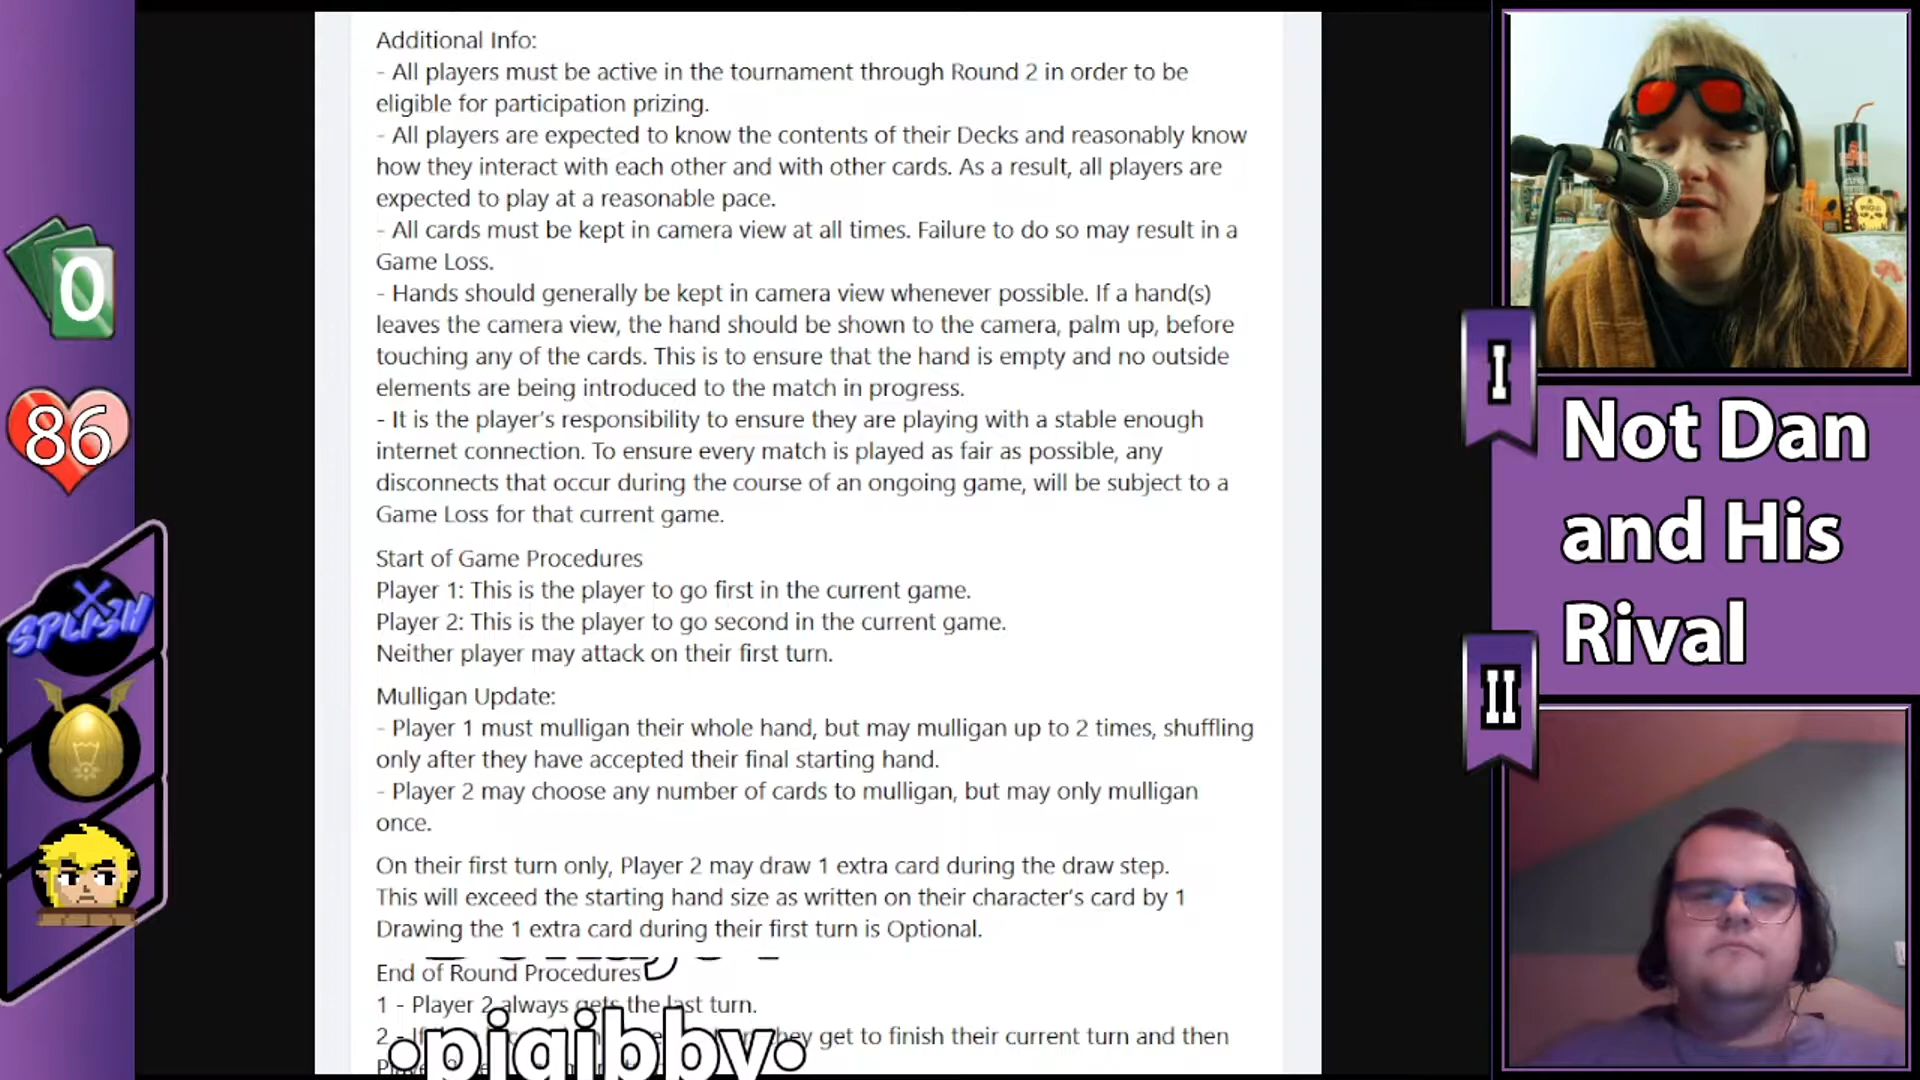 Additional Info:
- All players must be active in the tournament through Round 2 in order to be
eligible for participation prizing.
- All players are expected to know the contents of their Decks and reasonably know
how they interact with each other and with other cards. As a result, all players are
expected to play at a reasonable pace.
- All cards must be kept in camera view at all times. Failure to do so may result in a
Game Loss.
- Hands should generally be kept in camera view whenever possible. If a hand(s)
leaves the camera view, the hand should be shown to the camera, palm up, before
touching any of the cards. This is to ensure that the hand is empty and no outside
elements are being introduced to the match in progress.
- It is the player's responsibility to ensure they are playing with a stable enough
internet connection. To ensure every match is played as fair as possible, any
disconnects that occur during the course of an ongoing game, will be subject to a
Game Loss for that current game.
Start of Game Procedures
Player 1: This is the player to go first in the current game.
Player 2: This is the player to go second in the current game.
Neither player may attack on their first turn.
Mulligan Update:
- Player 1 must mulligan their whole hand, but may mulligan up to 2 times, shuffling
only after they have accepted their final starting hand.
- Player 2 may choose any number of cards to mulligan, but may only mulligan
once.
On their first turn only, Player 2 may draw 1 extra card during the draw step.
This will exceed the starting hand size as written on their character's card by 1
Drawing the 1 extra card during their first turn is Optional.
End of Round Procedures
1 - Player 2 always gets the last turn.
2 - they get to finish their current turn and then
•pigibby•
0
86
SPLASH
I
Not Dan
and His
Rival
II